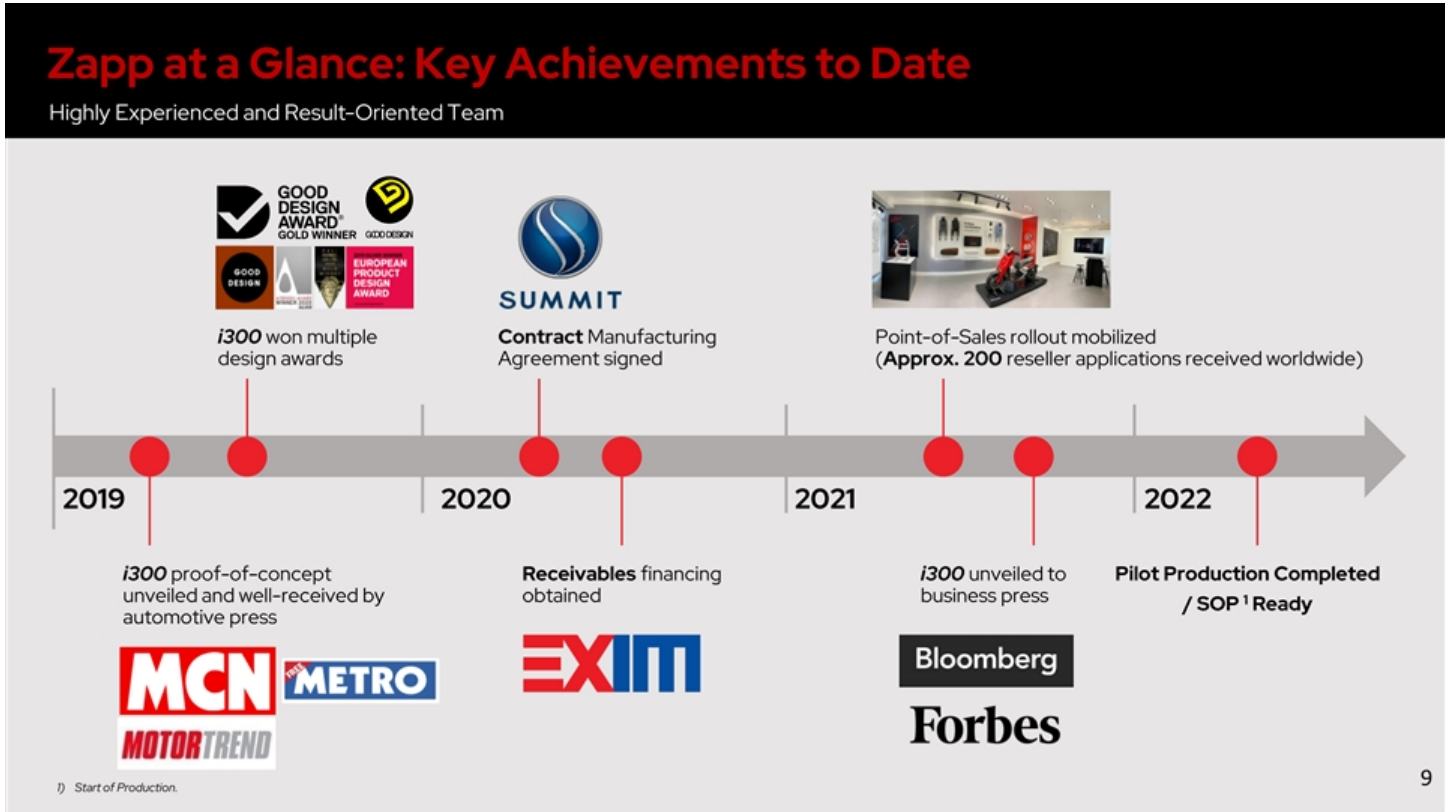 Zapp at a Glance: Key Achievements to Date
Highly Experienced and Result-Oriented Team
GOOD
DESIGN
AWARD®
GOLD WINNER
GOOD DESIGN
GOOD
DESIGN
EUROPEAN
PRODUCT
DESIGN
AWARD
i300 won multiple
design awards
SUMMIT
Contract Manufacturing
Agreement signed
Point-of-Sales rollout mobilized
(Approx. 200 reseller applications received worldwide)
2019
2020
2021
2022
i300 proof-of-concept
unveiled and well-received by
automotive press
MCN
FREE METRO
MOTORTREND
Receivables financing
obtained
EXIM
i300 unveiled to
business press
Bloomberg
Forbes
Pilot Production Completed
/ SOP ¹ Ready
1) Start of Production.
9